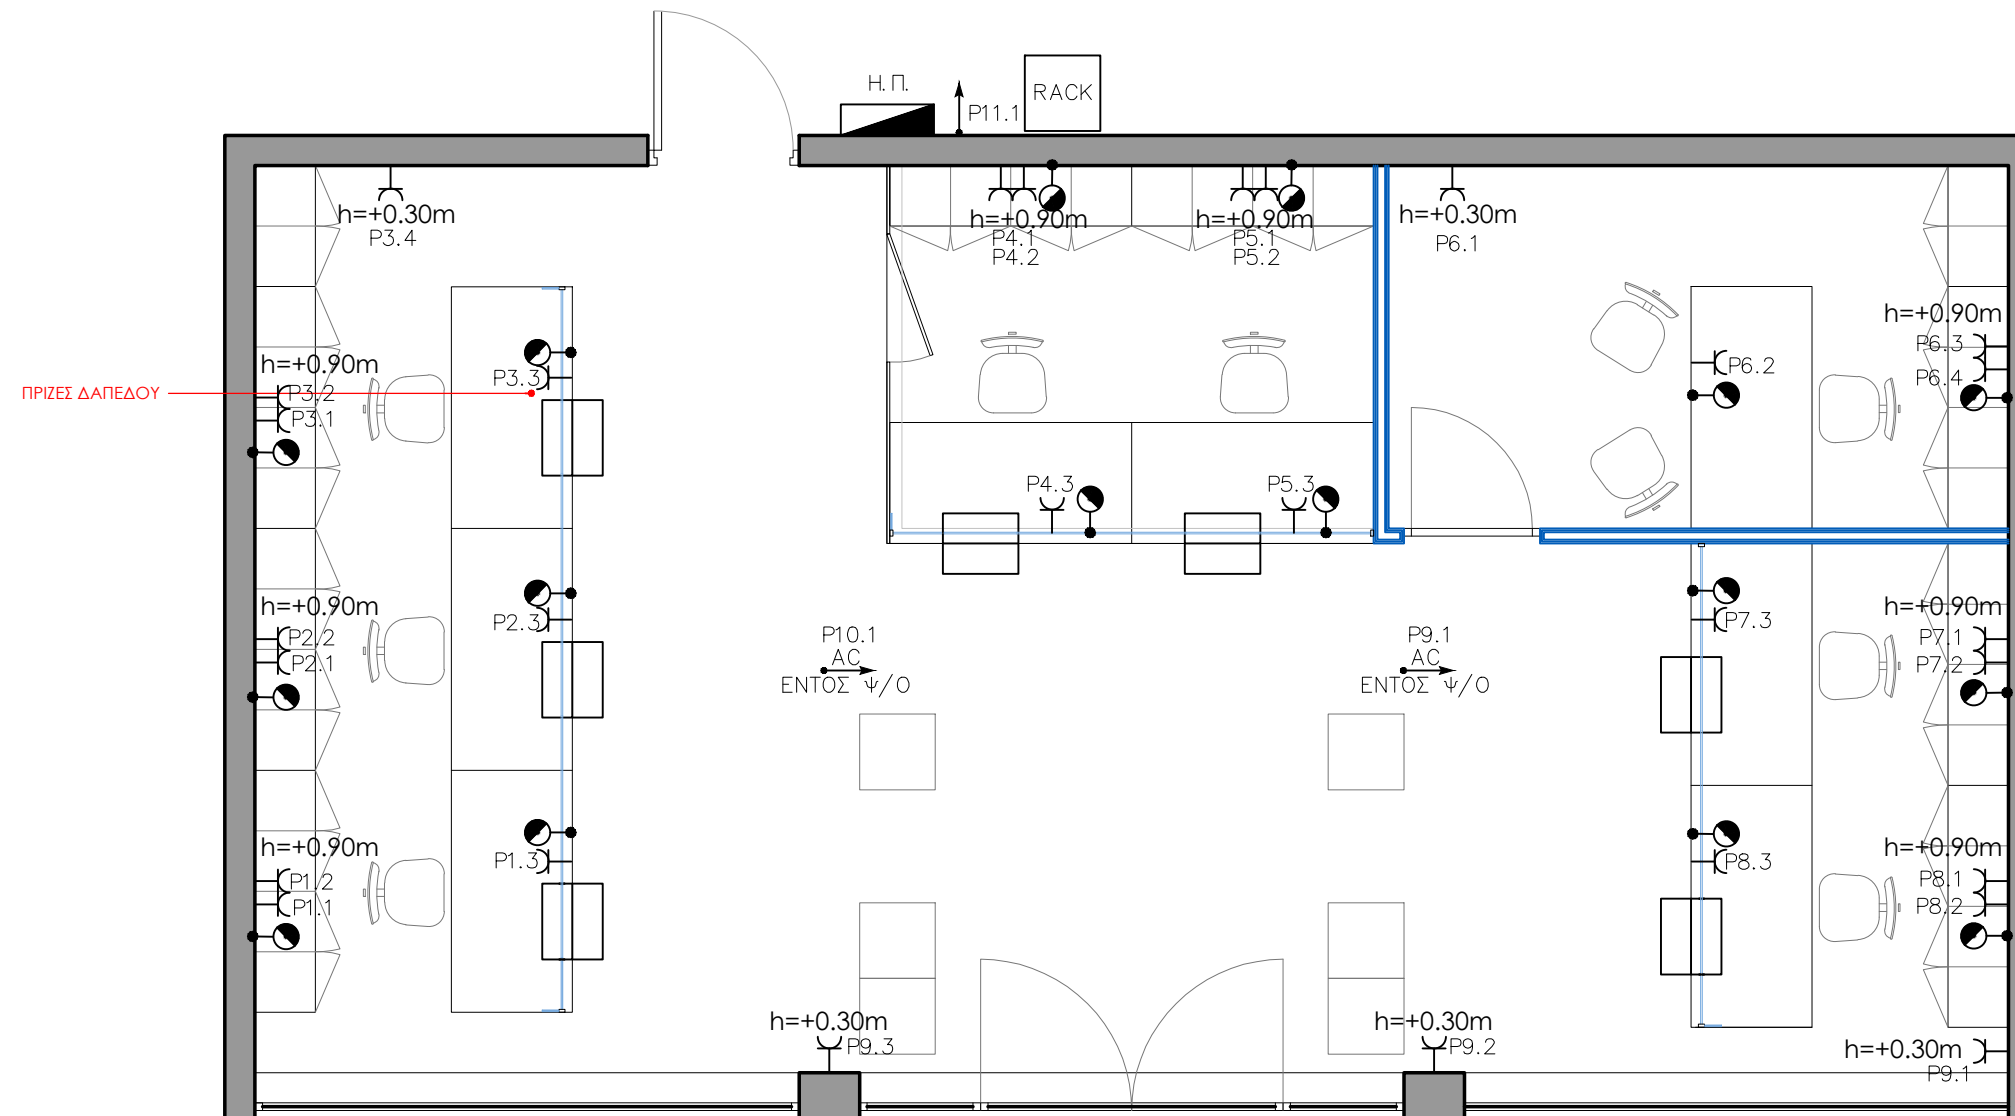 Η.Π.
P11.1
RACK
h=+0.30m
P3.4
h=+0.90m
P4.1
P4.2
h=+0.90m
P5.1
P5.2
h=+0.30m
P6.1
h=+0.90m
P6.3
P6.4
h=+0.90m
P3.2
P3.1
ΠΡΙΖΕΣ ΔΑΠΕΔΟΥ
P3.3
P6.2
P4.3
P5.3
h=+0.90m
P2.2
P2.1
P2.3
P10.1
AC
ΕΝΤΟΣ Ψ/Ο
P9.1
AC
ΕΝΤΟΣ Ψ/Ο
P7.3
h=+0.90m
P7.1
P7.2
h=+0.90m
P1.2
P1.1
P1.3
P8.3
h=+0.90m
P8.1
P8.2
h=+0.30m
P9.3
h=+0.30m
P9.2
h=+0.30m
P9.1